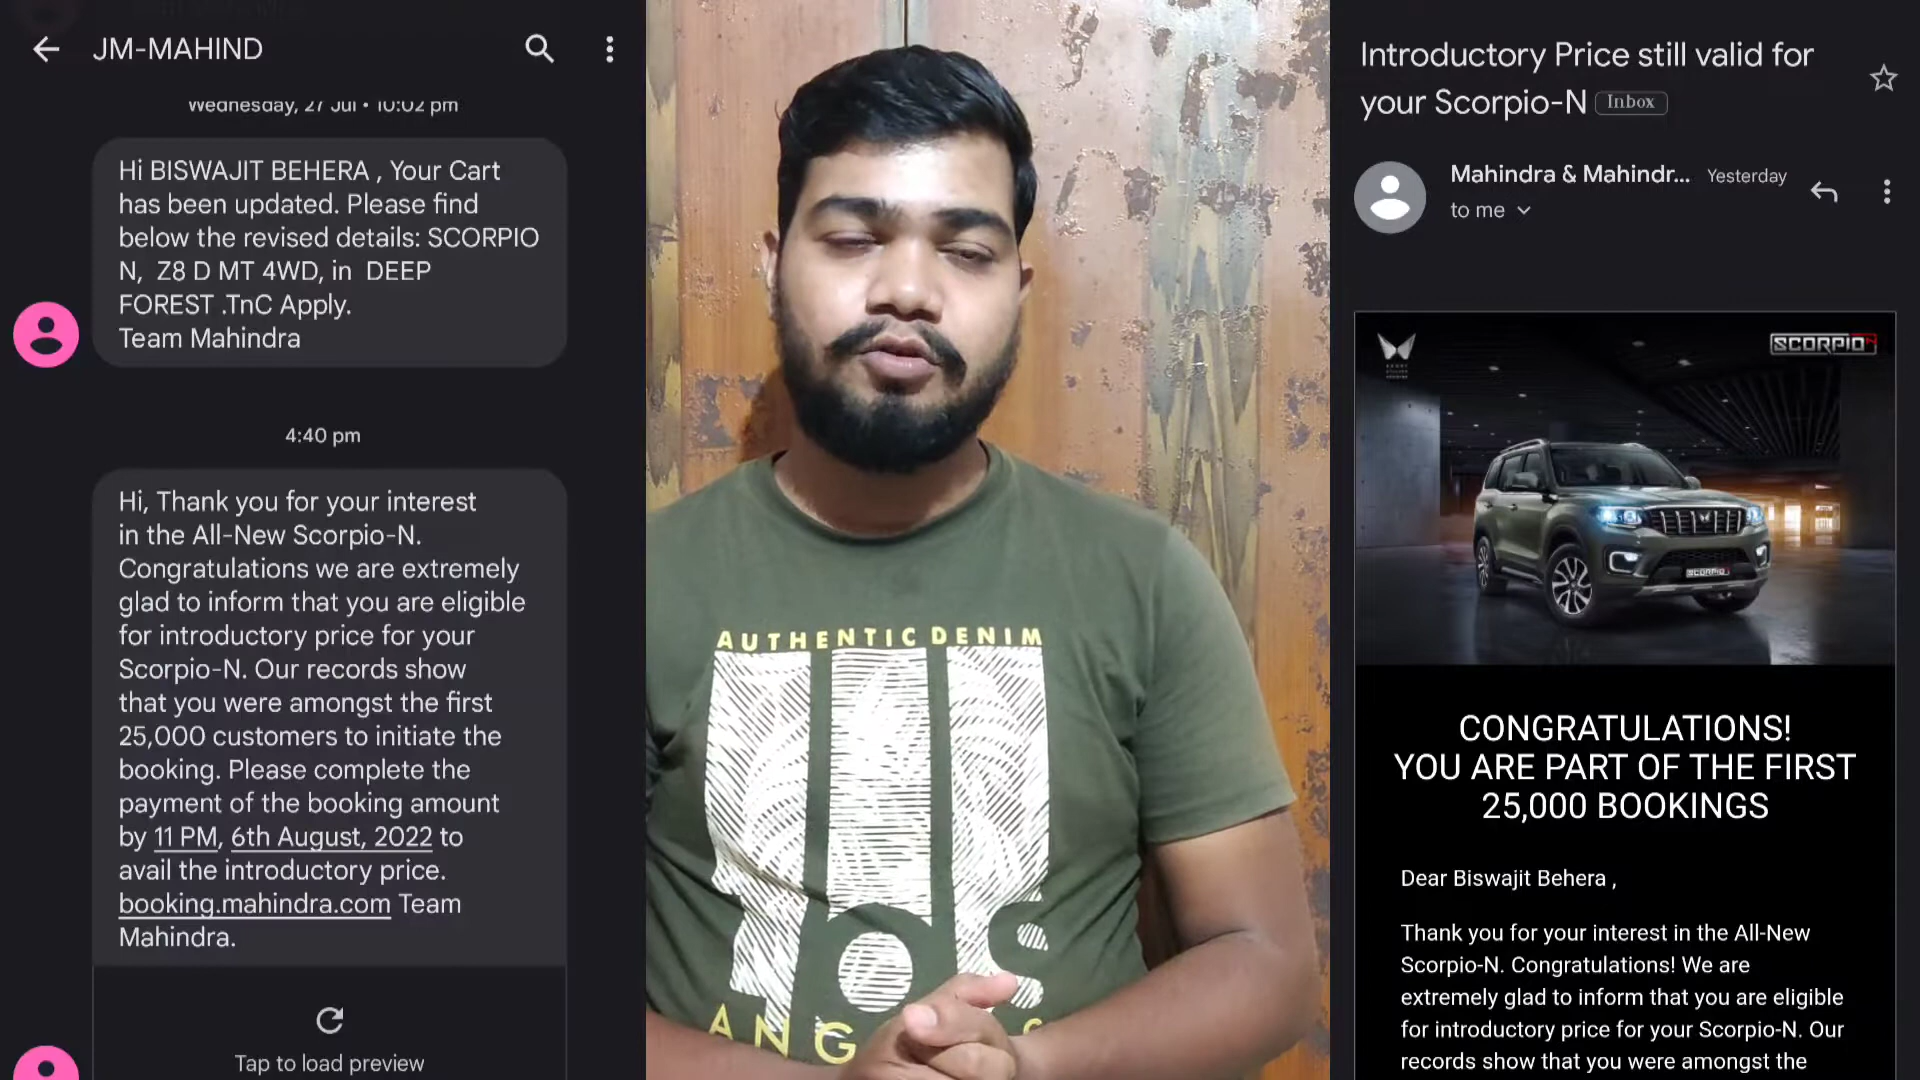 JM-MAHIND
Wednesday, 27 Jul • 10:02 pm
Hi BISWAJIT BEHERA , Your Cart
has been updated. Please find
below the revised details: SCORPIO
N,  Z8 D MT 4WD, in  DEEP
FOREST .TnC Apply.
Team Mahindra
4:40 pm
Hi, Thank you for your interest
in the All-New Scorpio-N.
Congratulations we are extremely
glad to inform that you are eligible
for introductory price for your
Scorpio-N. Our records show
that you were amongst the first
25,000 customers to initiate the
booking. Please complete the
payment of the booking amount
by 11 PM, 6th August, 2022 to
avail the introductory price.
booking.mahindra.com Team
Mahindra.
Tap to load preview
AUTHENTIC DENIM
Introductory Price still valid for
your Scorpio-N Inbox
Mahindra & Mahindr... Yesterday
to me
SCORPIO N
SCORPIO
CONGRATULATIONS!
YOU ARE PART OF THE FIRST
25,000 BOOKINGS
Dear Biswajit Behera ,
Thank you for your interest in the All-New
Scorpio-N. Congratulations! We are
extremely glad to inform that you are eligible
for introductory price for your Scorpio-N. Our
records show that you were amongst the